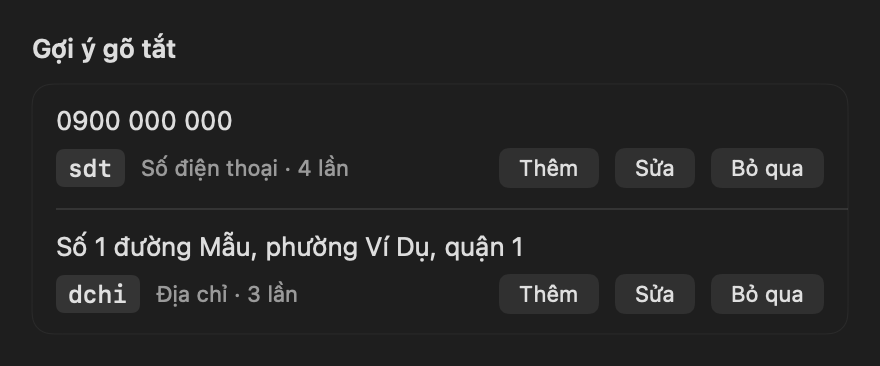 Gợi ý gõ tắt
0900 000 000
sdt Số điện thoại · 4 lần Thêm Sửa Bỏ qua
Số 1 đường Mẫu, phường Ví Dụ, quận 1
dchi Địa chỉ · 3 lần Thêm Sửa Bỏ qua